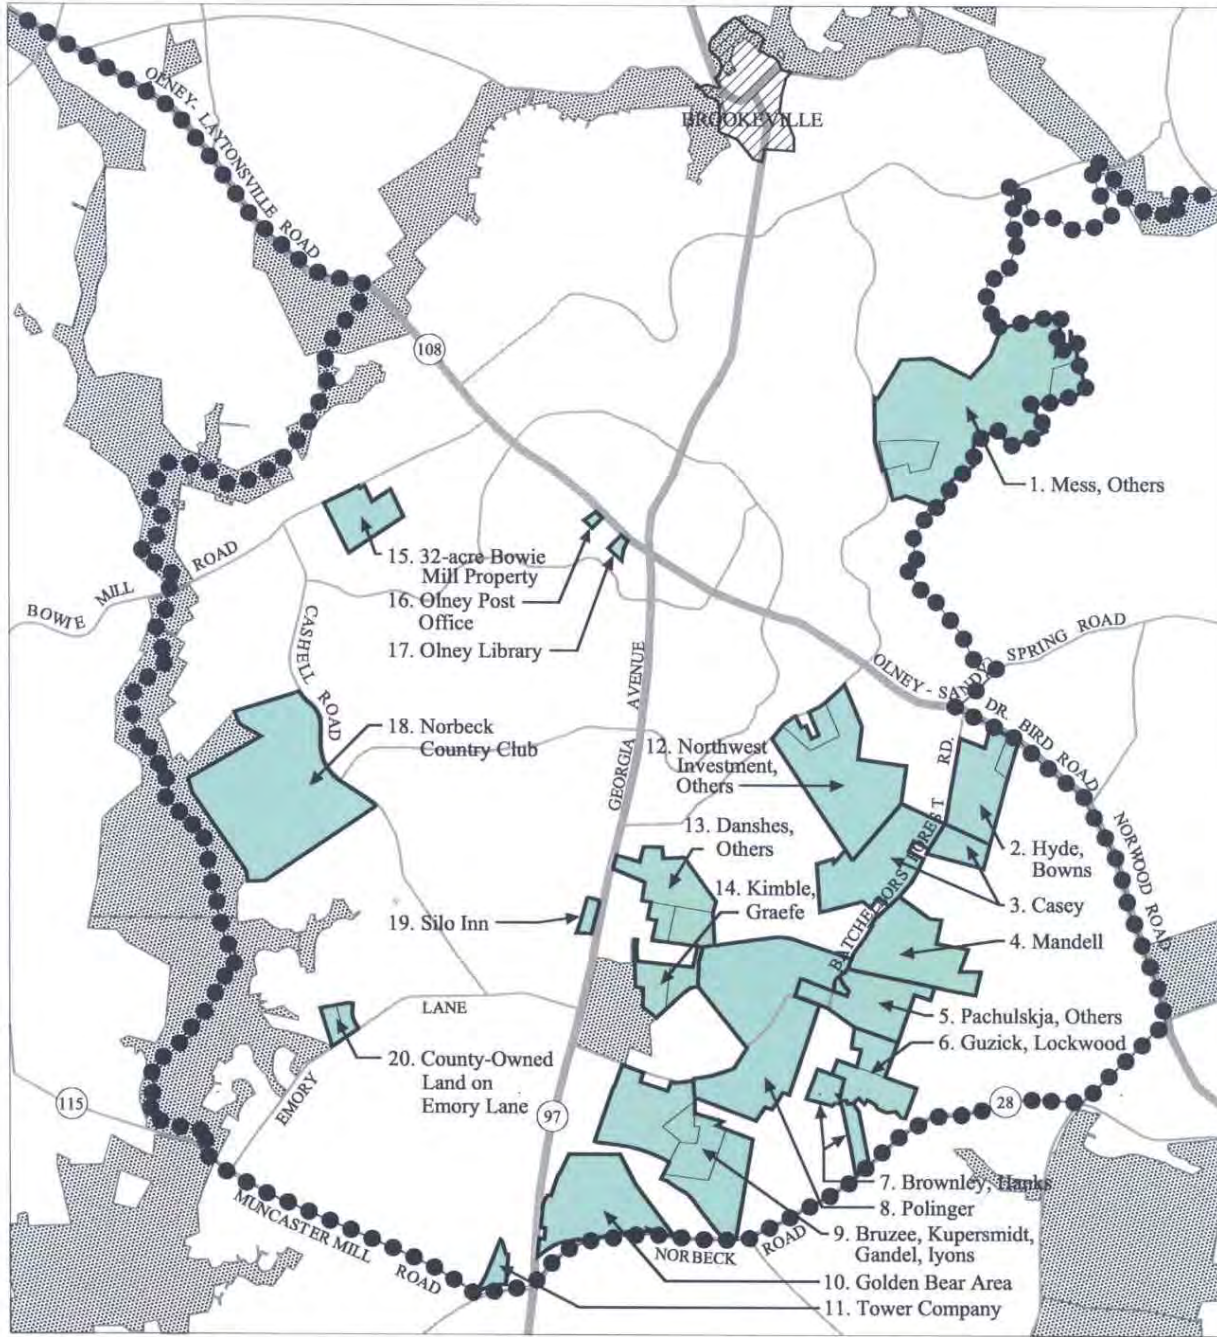 OLNEY-LAYTONSVILLE ROAD
BROOKEVILLE
108
1. Mess, Others
BOWIE MILL ROAD
15. 32-acre Bowie
Mill Property
16. Olney Post
Office
17. Olney Library
CASHELL ROAD
GEORGIA AVENUE
OLNEY-SANDY SPRING ROAD
DR. BIRD ROAD
NORWOOD ROAD
18. Norbeck
Country Club
12. Northwest
Investment,
Others
BATCHELORS FOREST RD.
13. Danshes,
Others
2. Hyde,
Bowns
14. Kimble,
Graefe
3. Casey
19. Silo Inn
4. Mandell
EMORY LANE
5. Pachulskja, Others
6. Guzick, Lockwood
20. County-Owned
Land on
Emory Lane
115
97
28
7. Brownley, Hanks
8. Polinger
9. Bruzee, Kupersmidt,
Gandel, Iyons
MUNCASTER MILL ROAD
NORBECK ROAD
10. Golden Bear Area
11. Tower Company